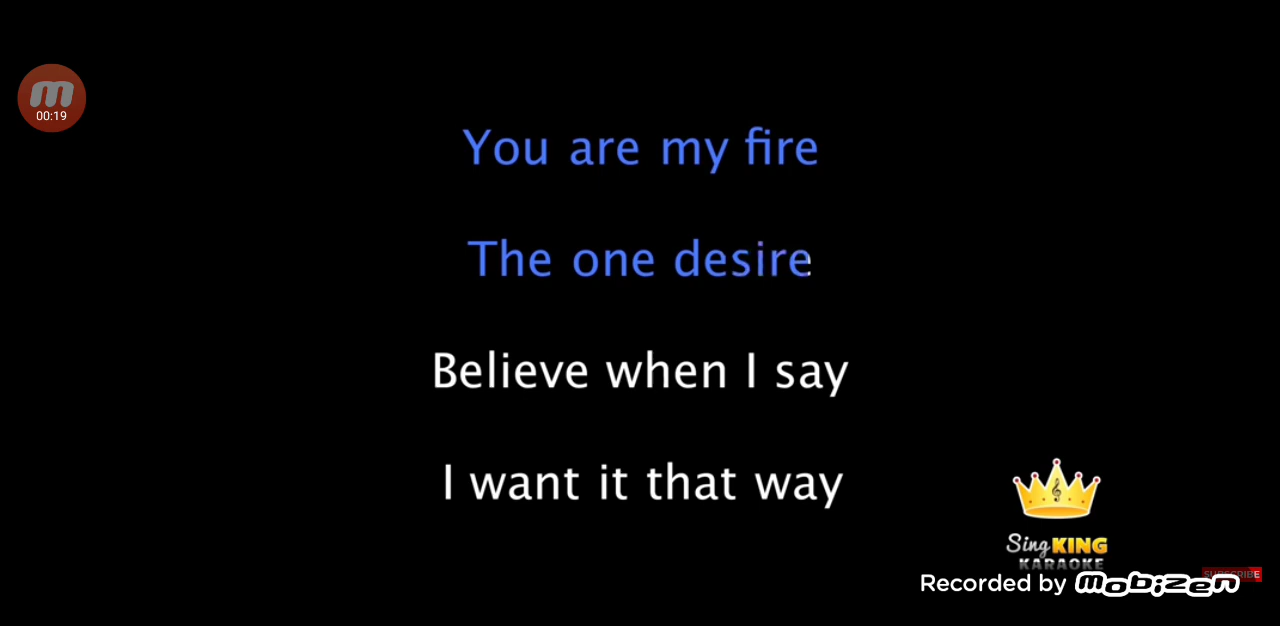 m
00:19
You are my fire
The one desire
Believe when I say
I want it that way
Sing KING
KARAOKE
SUBSCRIBE
Recorded by mobizen